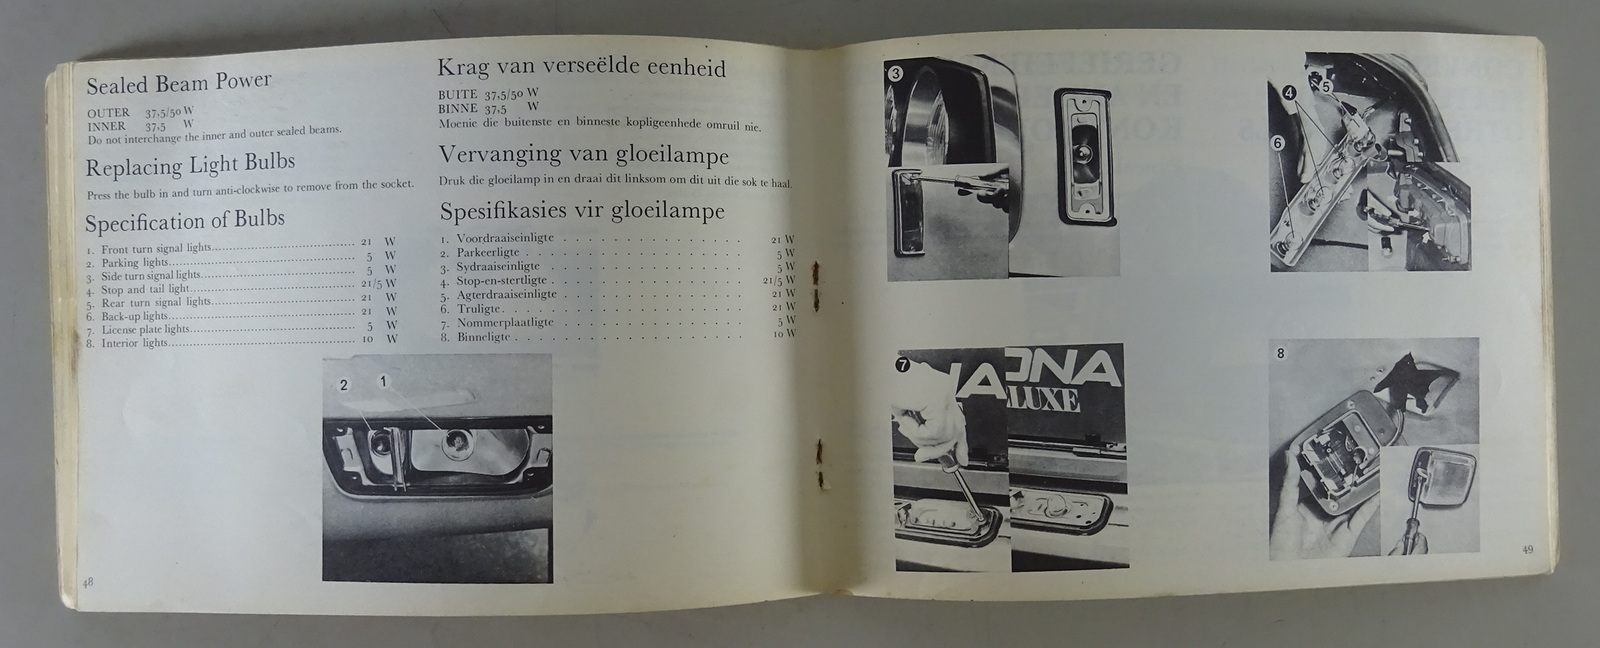 Sealed Beam Power
OUTER 37,5/50 W
INNER 37,5 W
Do not interchange the inner and outer sealed beams.
Replacing Light Bulbs
Press the bulb in and turn anti-clockwise to remove from the socket.
Specification of Bulbs
1. Front turn signal lights 21 W
2. Parking lights 5 W
3. Side turn signal lights 5 W
4. Stop and tail light 21/5 W
5. Rear turn signal lights 21 W
6. Back-up lights 21 W
7. License plate lights 5 W
8. Interior lights 10 W
Krag van verseëlde eenheid
BUITE 37,5/50 W
BINNE 37,5 W
Moenie die buitenste en binneste kopligeenhede omruil nie.
Vervanging van gloeilampe
Druk die gloeilamp in en draai dit linksom om dit uit die sok te haal.
Spesifikasies vir gloeilampe
1. Voordraaiseinligte 21 W
2. Parkeerligte 5 W
3. Sydraaiseinligte 5 W
4. Stop-en-stertligte 21/5 W
5. Agterdraaiseinligte 21 W
6. Truligte 21 W
7. Nommerplaatligte 5 W
8. Binneligte 10 W
2 1
48
3
4 5
6
7
NA ONA
LUXE
8
49